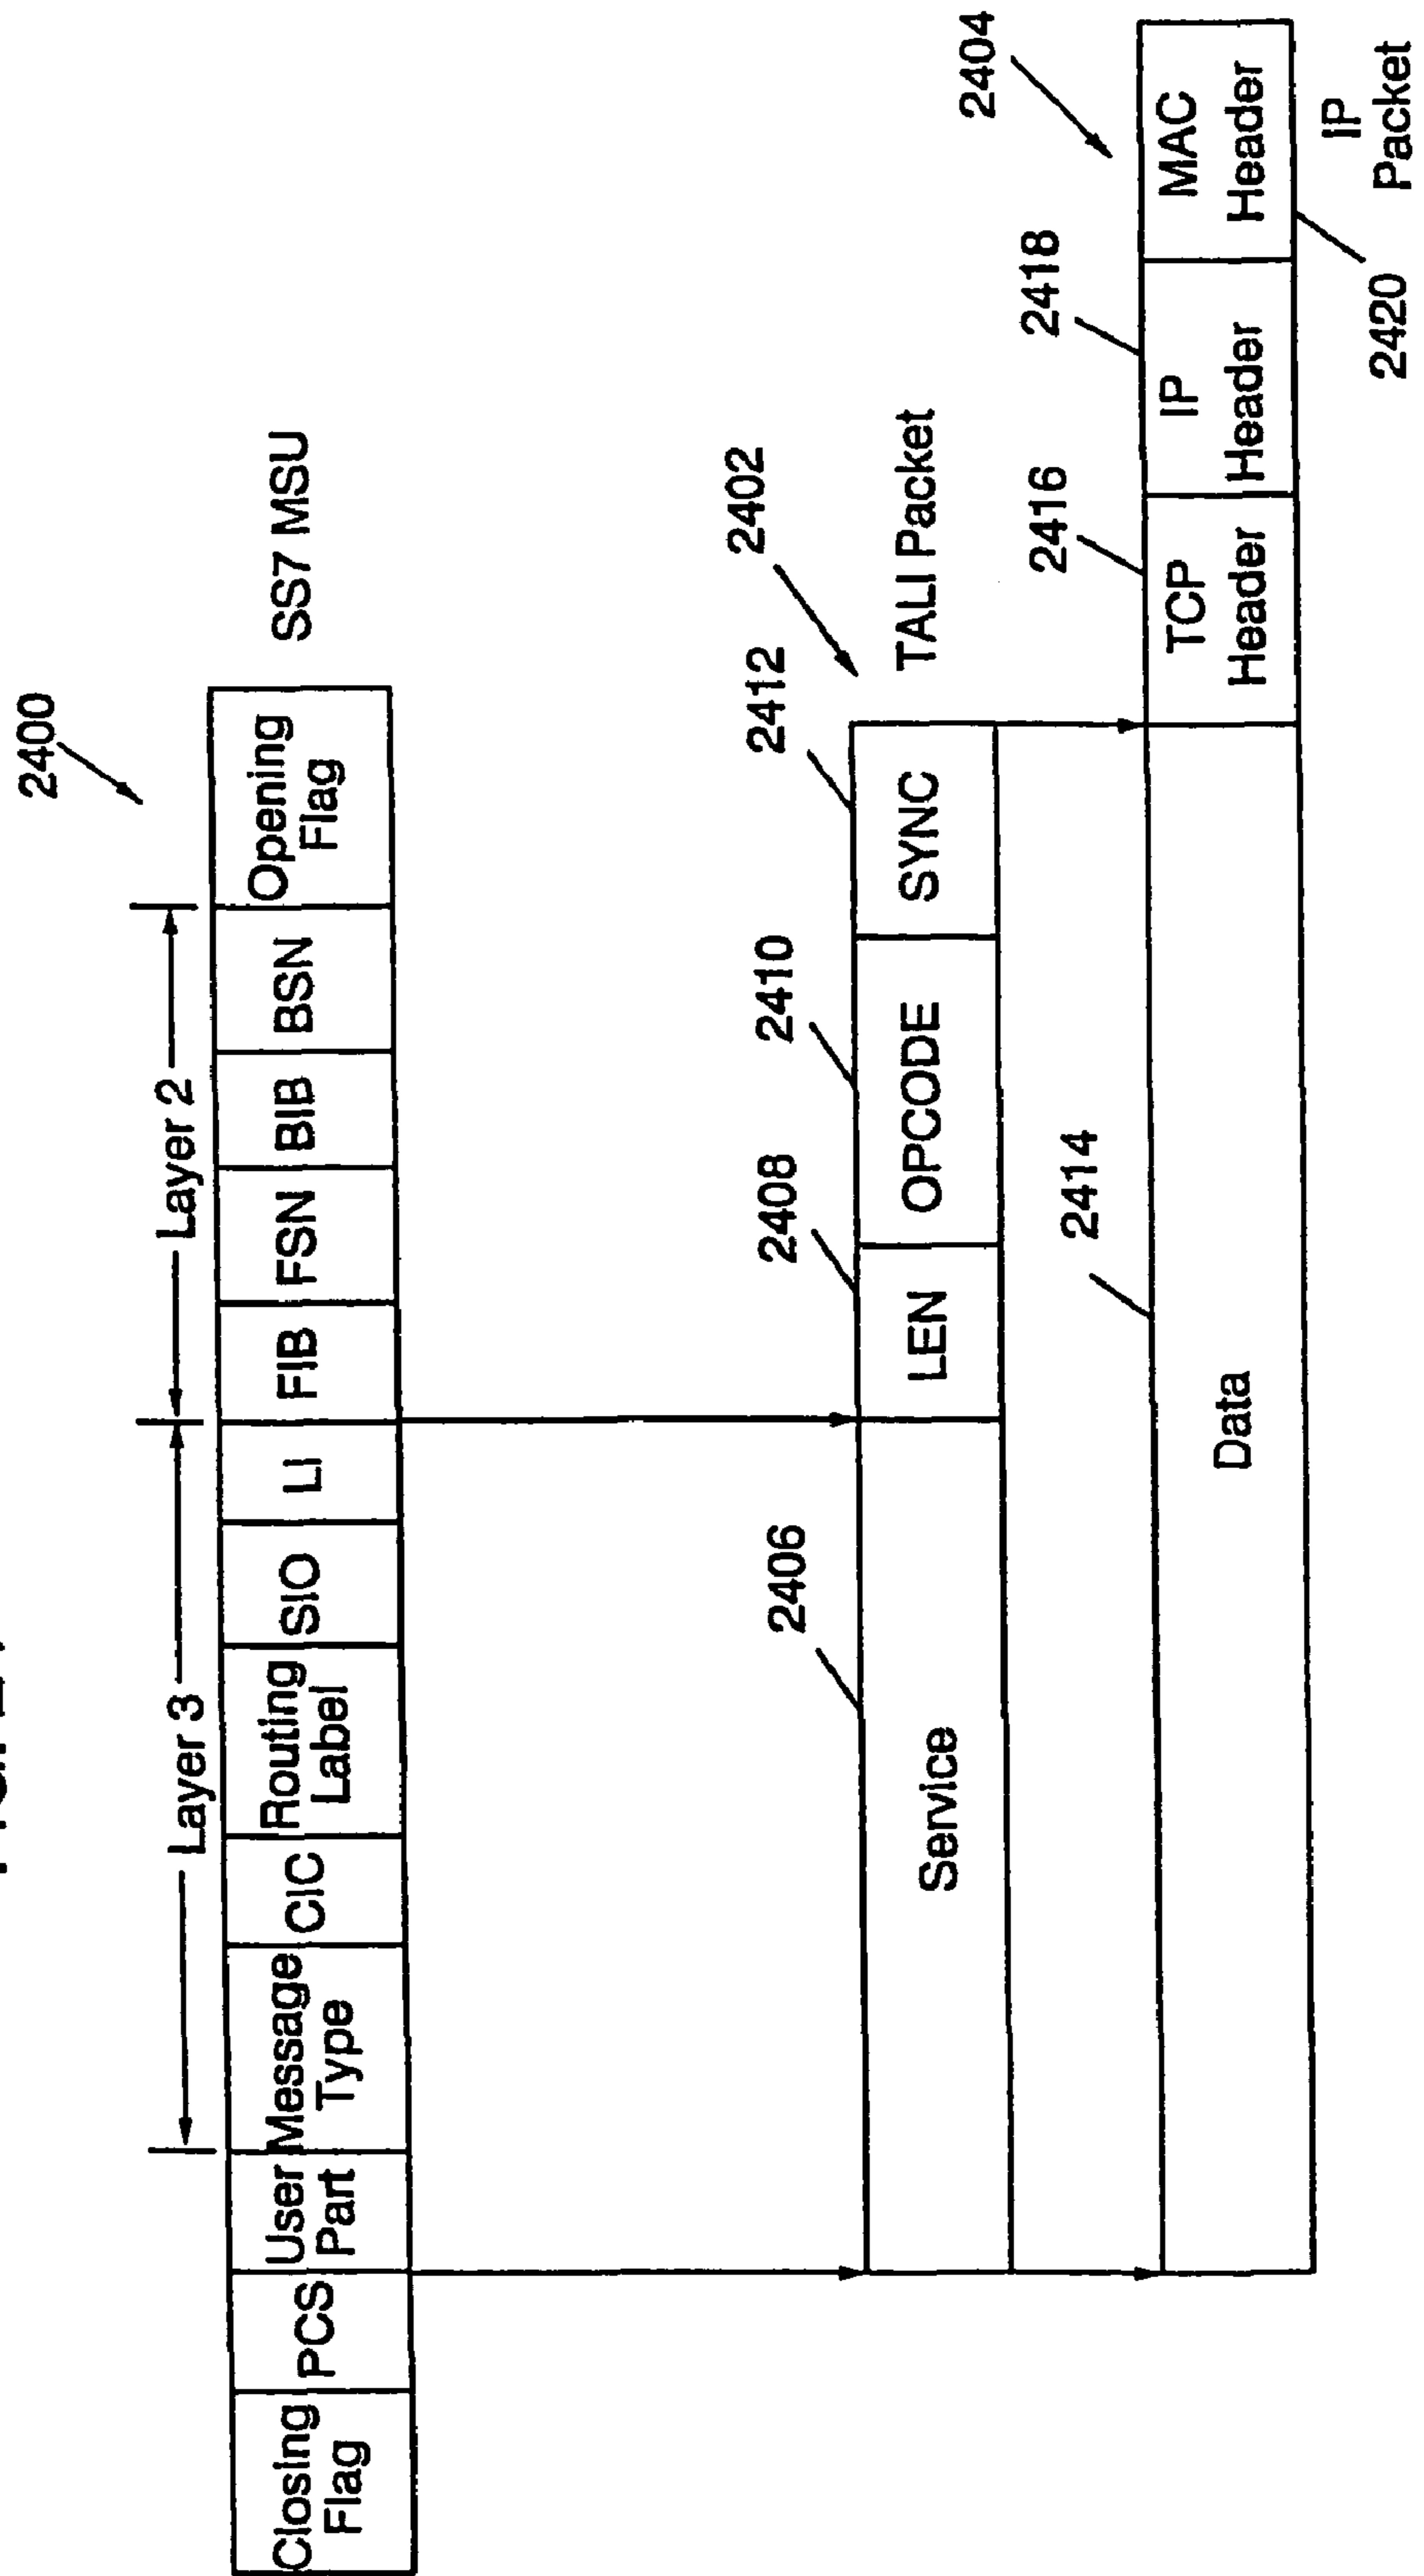 2400
SS7 MSU
Layer 3
Layer 2
Closing
Flag
PCS
User
Part
Message
Type
CIC
Routing
Label
SIO
LI
FIB
FSN
BIB
BSN
Opening
Flag
2402
TALI Packet
2406
2408
2410
2412
Service
LEN
OPCODE
SYNC
2404
2414
2416
2418
Data
TCP
Header
IP
Header
MAC
Header
2420
IP
Packet